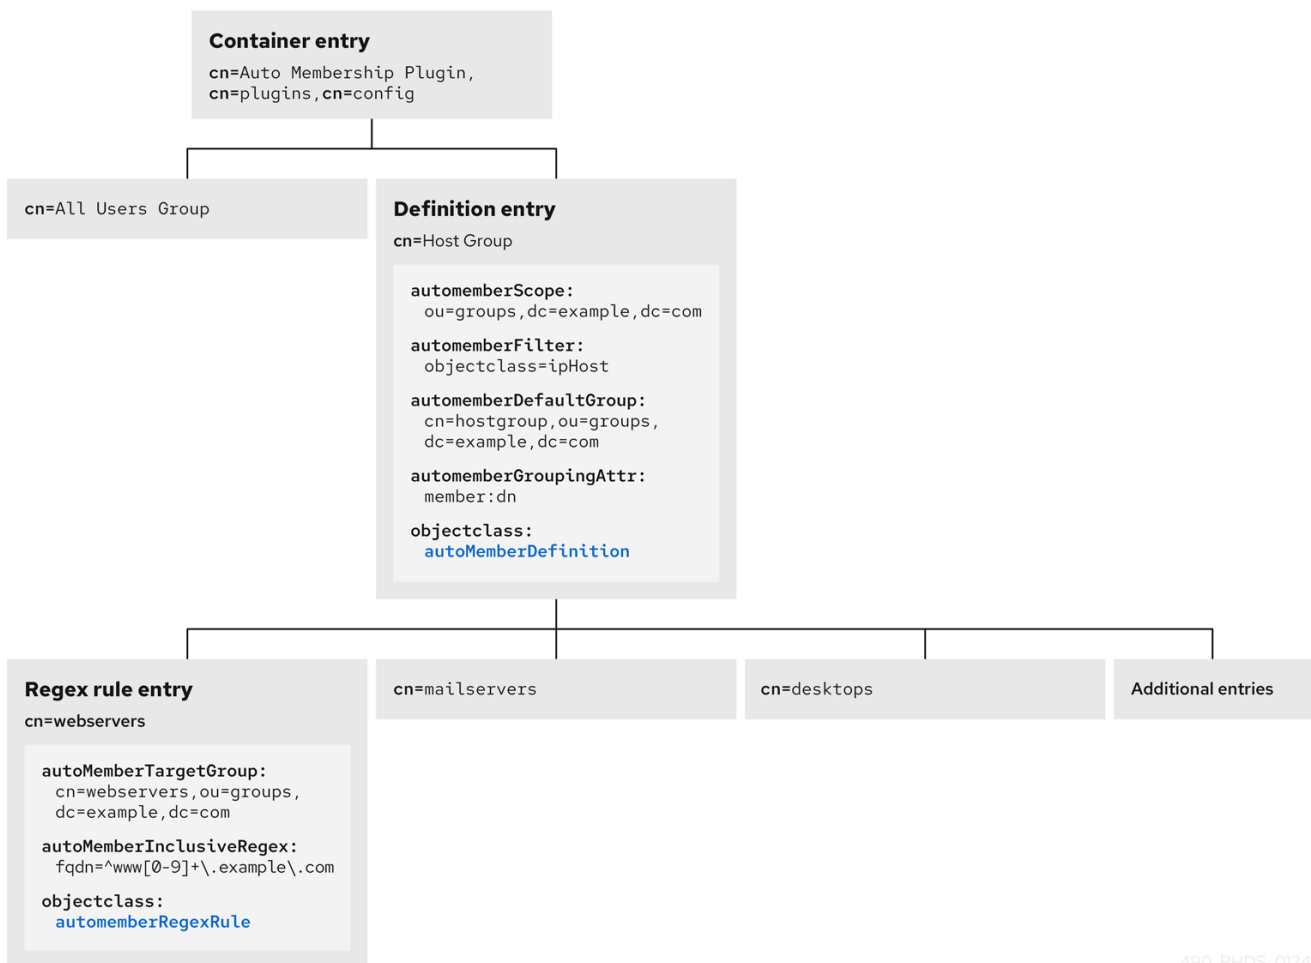 Container entry
cn=Auto Membership Plugin,
cn=plugins,cn=config
cn=All Users Group
Definition entry
cn=Host Group
automemberScope:
ou=groups,dc=example,dc=com
automemberFilter:
objectclass=ipHost
automemberDefaultGroup:
cn=hostgroup,ou=groups,
dc=example,dc=com
automemberGroupingAttr:
member:dn
objectclass:
autoMemberDefinition
Regex rule entry
cn=webservers
autoMemberTargetGroup:
cn=webservers,ou=groups,
dc=example,dc=com
autoMemberInclusiveRegex:
fqdn=^www[0-9]+\.example\.com
objectclass:
automemberRegexRule
cn=mailservers
cn=desktops
Additional entries
490_RHDS_0124